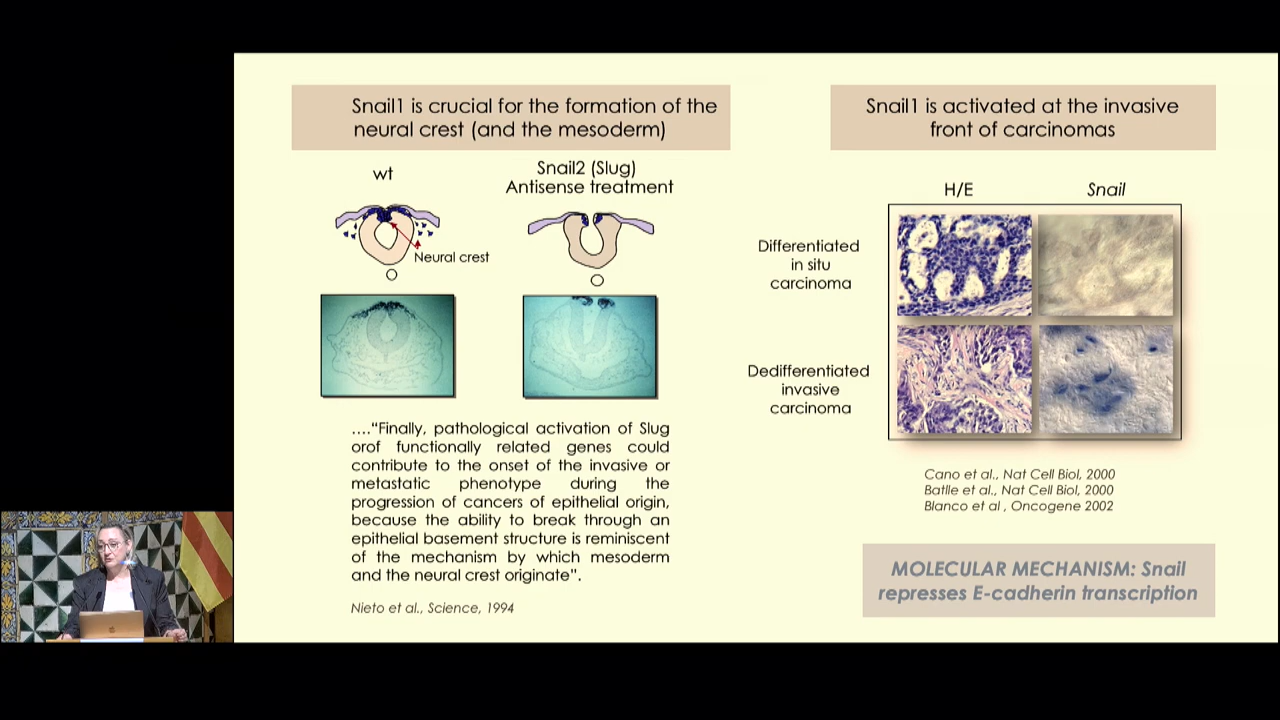 Snail1 is crucial for the formation of the
neural crest (and the mesoderm)
wt
Snail2 (Slug)
Antisense treatment
Neural crest
....“Finally, pathological activation of Slug
orof functionally related genes could
contribute to the onset of the invasive or
metastatic phenotype during the
progression of cancers of epithelial origin,
because the ability to break through an
epithelial basement structure is reminiscent
of the mechanism by which mesoderm
and the neural crest originate”.
Nieto et al., Science, 1994
Snail1 is activated at the invasive
front of carcinomas
H/E
Snail
Differentiated
in situ
carcinoma
Dedifferentiated
invasive
carcinoma
Cano et al., Nat Cell Biol, 2000
Batlle et al., Nat Cell Biol, 2000
Blanco et al , Oncogene 2002
MOLECULAR MECHANISM: Snail
represses E-cadherin transcription